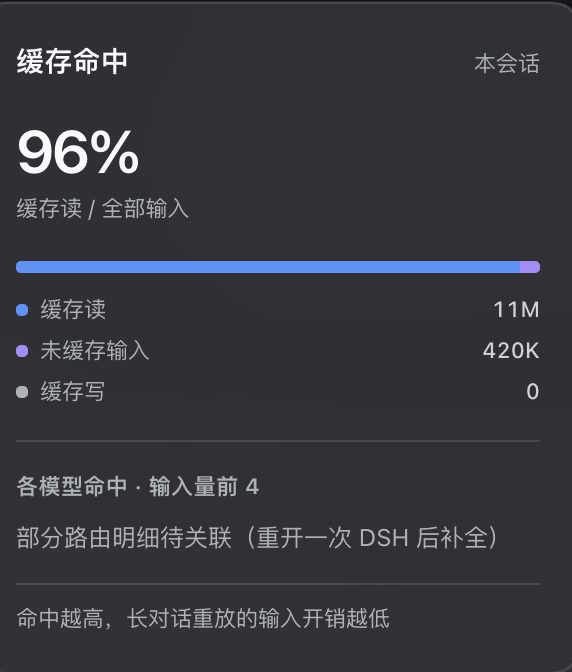 缓存命中
本会话
96%
缓存读 / 全部输入
缓存读
11M
未缓存输入
420K
缓存写
0
各模型命中 · 输入量前 4
部分路由明细待关联（重开一次 DSH 后补全）
命中越高，长对话重放的输入开销越低